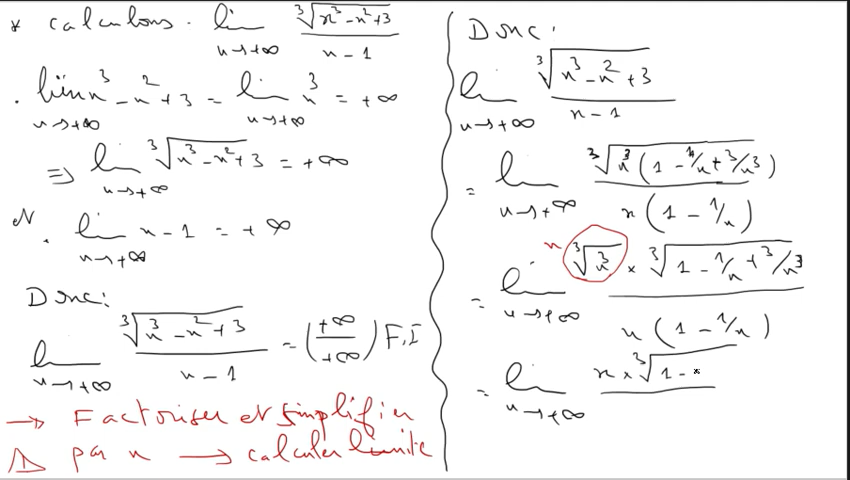 * calculons. lim x→+∞ ∛(x³-x²+3) / (x-1)
. lim x→+∞ x³-x²+3 = lim x→+∞ x³ = +∞
⇒ lim x→+∞ ∛(x³-x²+3) = +∞
et
. lim x→+∞ x-1 = +∞
Donc:
lim x→+∞ ∛(x³-x²+3) / (x-1) = (+∞/+∞) F.I
→ Factoriser et simplifier
par x → calculer limite
Donc:
lim x→+∞ ∛(x³-x²+3) / (x-1)
= lim x→+∞ ∛(x³(1-1/x+3/x³)) / (x(1-1/x))
x
= lim x→+∞ ∛(x³) × ∛(1-1/x+3/x³) / (x(1-1/x))
= lim x→+∞ x × ∛(1-